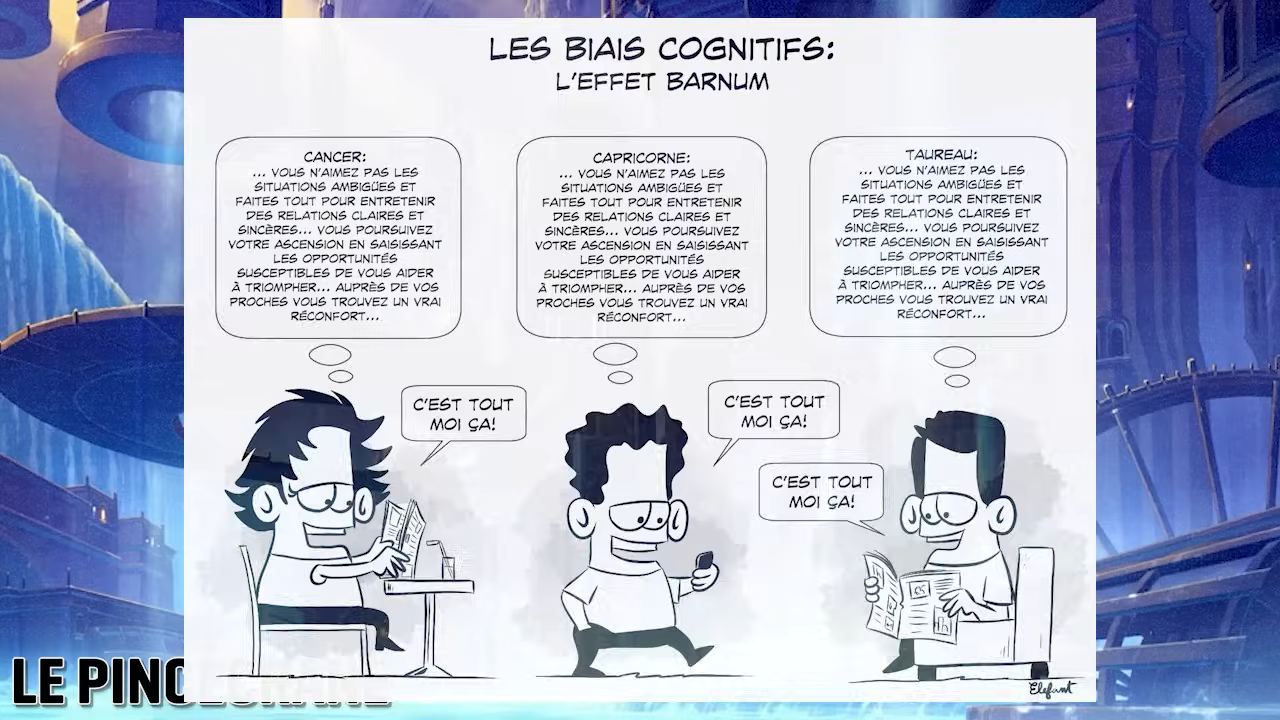 LES BIAIS COGNITIFS:
L'EFFET BARNUM
CANCER:
... VOUS N'AIMEZ PAS LES
SITUATIONS AMBIGÜES ET
FAITES TOUT POUR ENTRETENIR
DES RELATIONS CLAIRES ET
SINCÈRES... VOUS POURSUIVEZ
VOTRE ASCENSION EN SAISISSANT
LES OPPORTUNITÉS
SUSCEPTIBLES DE VOUS AIDER
À TRIOMPHER... AUPRÈS DE VOS
PROCHES VOUS TROUVEZ UN VRAI
RÉCONFORT...
CAPRICORNE:
... VOUS N'AIMEZ PAS LES
SITUATIONS AMBIGÜES ET
FAITES TOUT POUR ENTRETENIR
DES RELATIONS CLAIRES ET
SINCÈRES... VOUS POURSUIVEZ
VOTRE ASCENSION EN SAISISSANT
LES OPPORTUNITÉS
SUSCEPTIBLES DE VOUS AIDER
À TRIOMPHER... AUPRÈS DE VOS
PROCHES VOUS TROUVEZ UN VRAI
RÉCONFORT...
TAUREAU:
... VOUS N'AIMEZ PAS LES
SITUATIONS AMBIGÜES ET
FAITES TOUT POUR ENTRETENIR
DES RELATIONS CLAIRES ET
SINCÈRES... VOUS POURSUIVEZ
VOTRE ASCENSION EN SAISISSANT
LES OPPORTUNITÉS
SUSCEPTIBLES DE VOUS AIDER
À TRIOMPHER... AUPRÈS DE VOS
PROCHES VOUS TROUVEZ UN VRAI
RÉCONFORT...
C'EST TOUT
MOI ÇA!
C'EST TOUT
MOI ÇA!
C'EST TOUT
MOI ÇA!
Elefant
LE